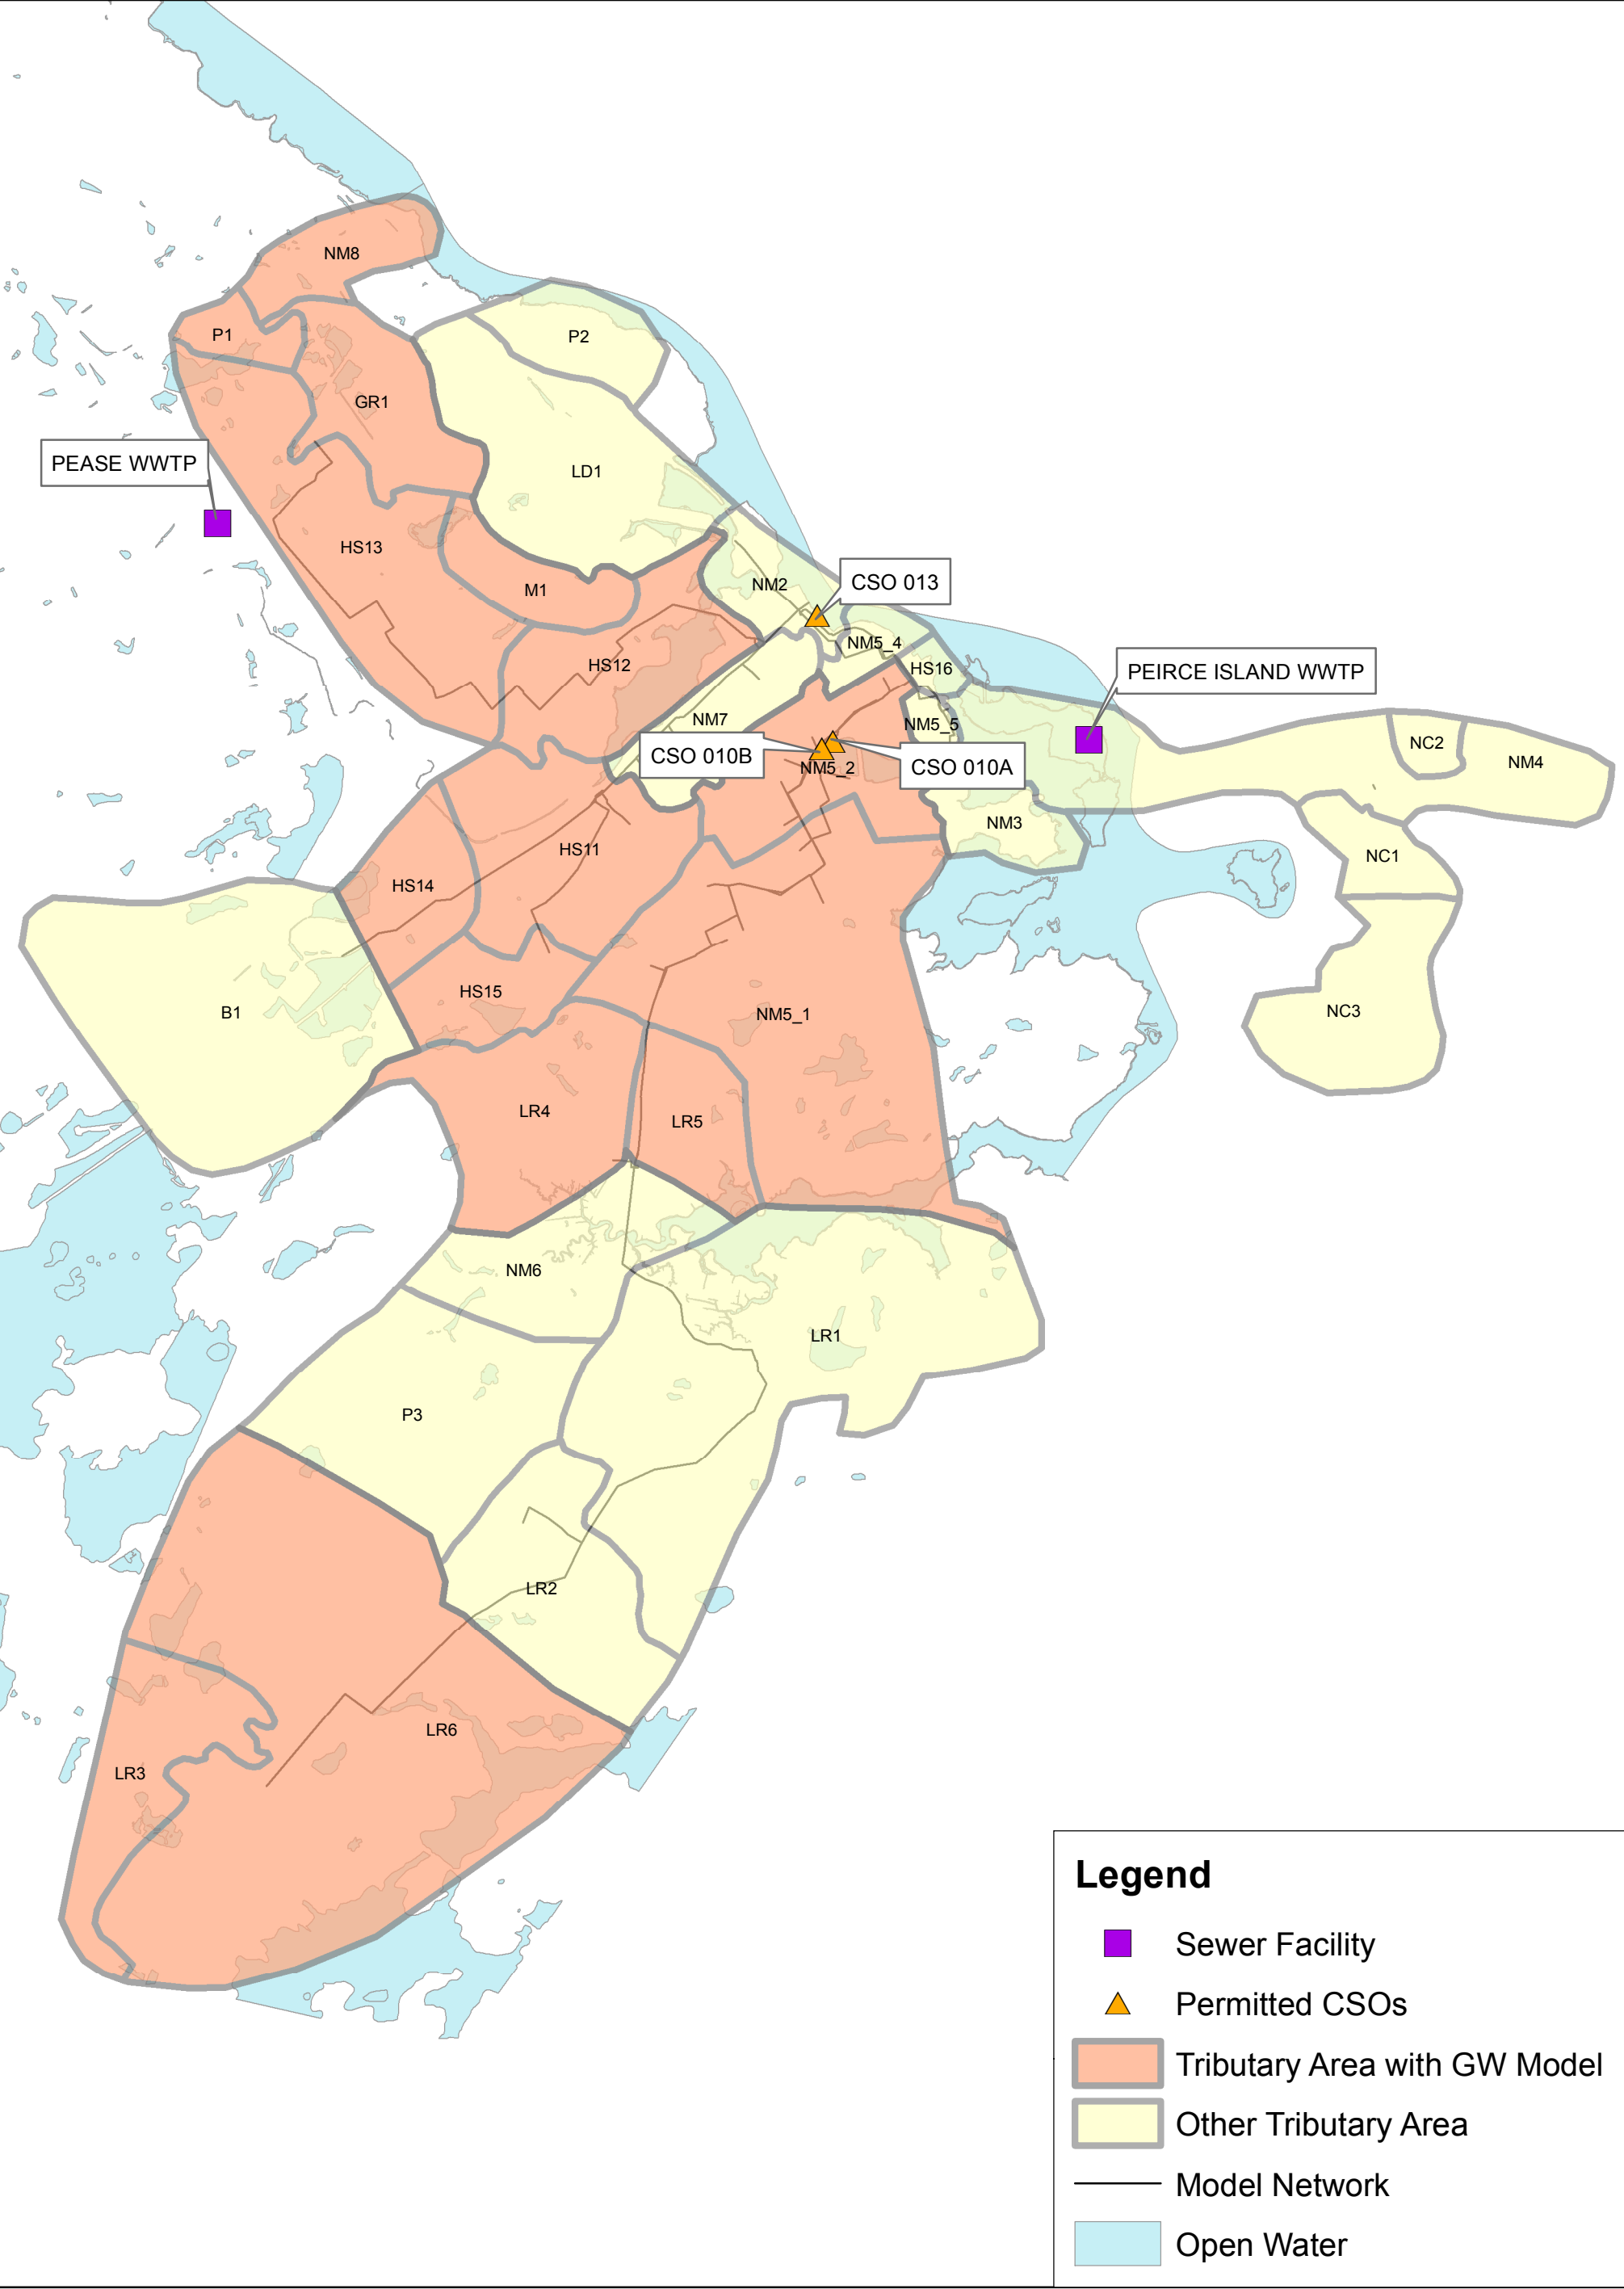 NM8
P1
P2
GR1
PEASE WWTP
LD1
HS13
M1
NM2
CSO 013
NM5_4
HS12
HS16
PEIRCE ISLAND WWTP
NM7
NM5_5
CSO 010B
NM5_2
CSO 010A
NC2
NM4
NM3
HS11
NC1
HS14
HS15
B1
NM5_1
NC3
LR4
LR5
NM6
LR1
P3
LR2
LR6
LR3
Legend
Sewer Facility
Permitted CSOs
Tributary Area with GW Model
Other Tributary Area
Model Network
Open Water